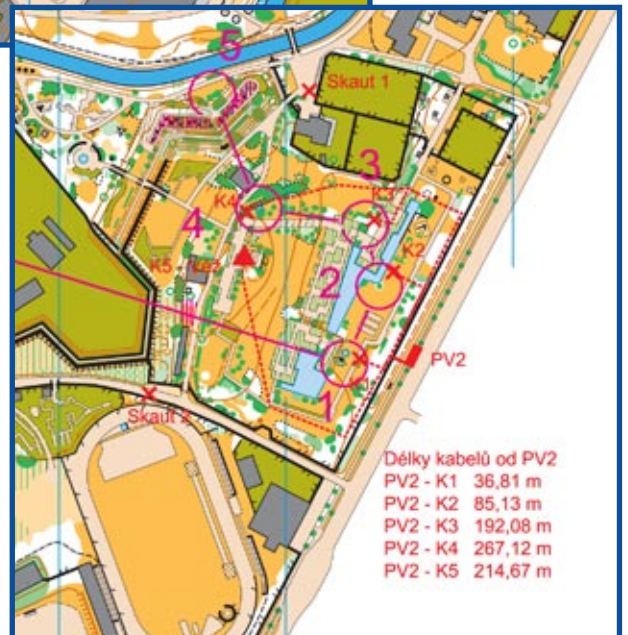 5
Skaut 1
3
K4
K3
4
K5 - věž
K2
2
PV2
1
Skaut 2
Délky kabelů od PV2
PV2 - K1 36,81 m
PV2 - K2 85,13 m
PV2 - K3 192,08 m
PV2 - K4 267,12 m
PV2 - K5 214,67 m